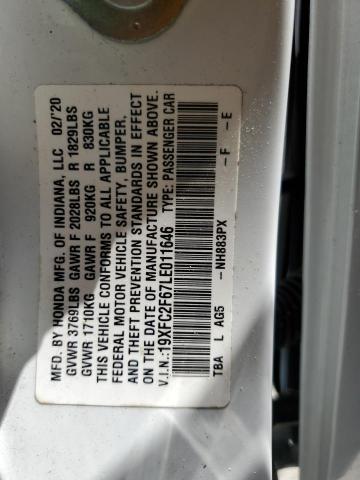 MFD. BY HONDA MFG. OF INDIANA, LLC 02/'20
GVWR 3769LBS GAWR F 2028LBS R 1829LBS
GVWR 1710KG GAWR F 920KG R 830KG
THIS VEHICLE CONFORMS TO ALL APPLICABLE
FEDERAL MOTOR VEHICLE SAFETY, BUMPER,
AND THEFT PREVENTION STANDARDS IN EFFECT
ON THE DATE OF MANUFACTURE SHOWN ABOVE.
V.I.N.:19XFC2F67LE011646 TYPE: PASSENGER CAR
TBA L AG5 -NH883PX -F -E